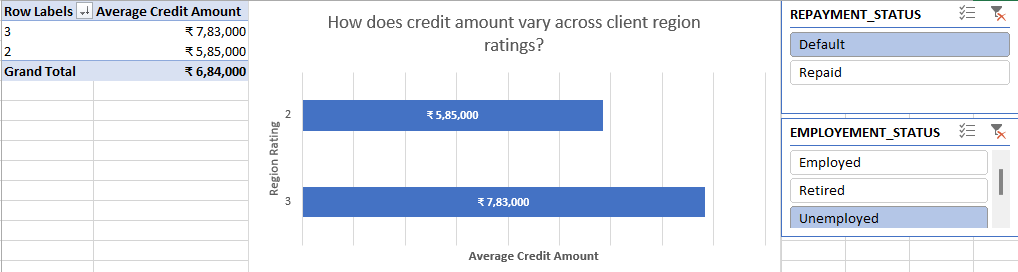 Row Labels Average Credit Amount
3 ₹ 7,83,000
2 ₹ 5,85,000
Grand Total ₹ 6,84,000
How does credit amount vary across client region
ratings?
Region Rating
2 ₹ 5,85,000
3 ₹ 7,83,000
Average Credit Amount
REPAYMENT_STATUS
Default
Repaid
EMPLOYEMENT_STATUS
Employed
Retired
Unemployed